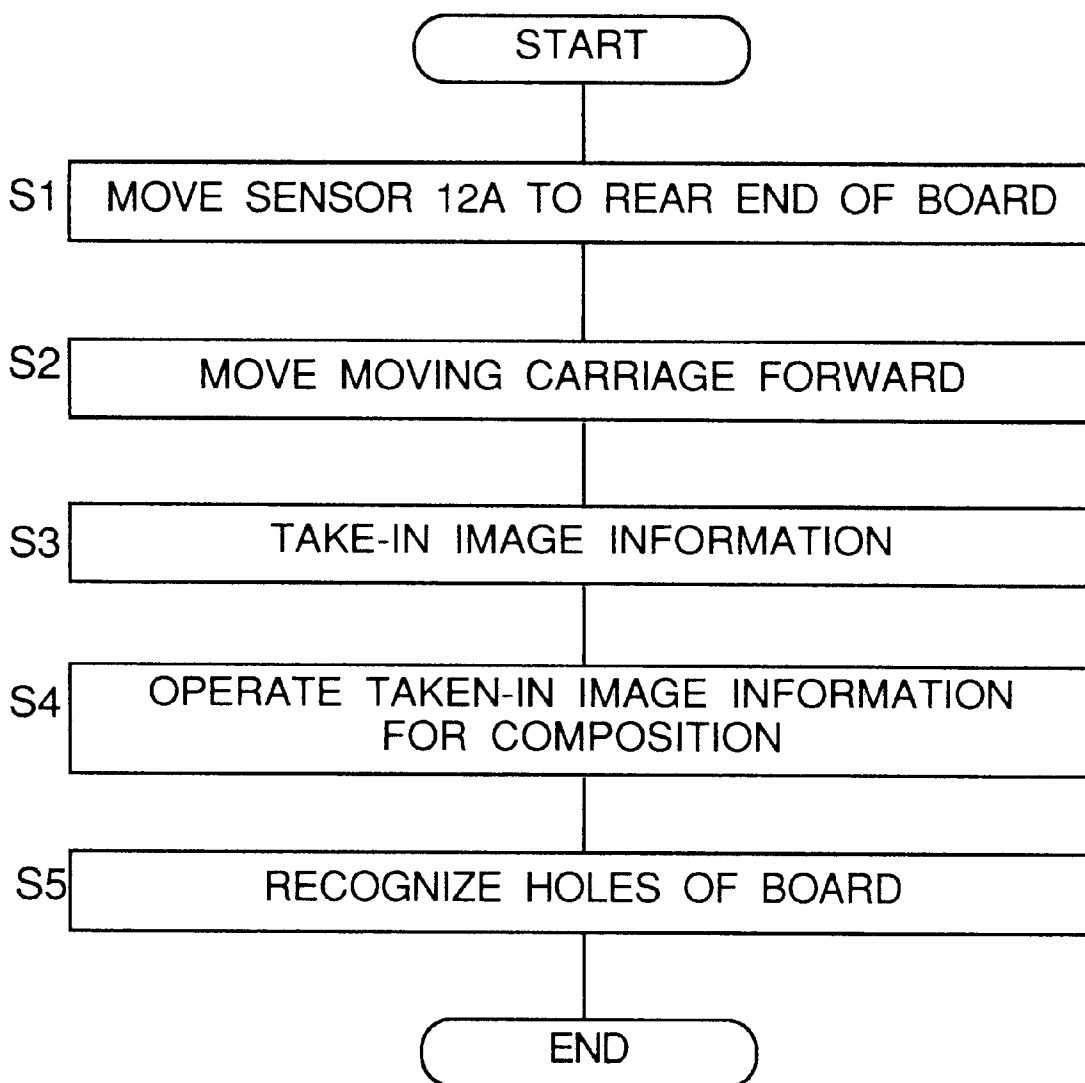 START
S1 MOVE SENSOR 12A TO REAR END OF BOARD
S2 MOVE MOVING CARRIAGE FORWARD
S3 TAKE-IN IMAGE INFORMATION
S4 OPERATE TAKEN-IN IMAGE INFORMATION
FOR COMPOSITION
S5 RECOGNIZE HOLES OF BOARD
END